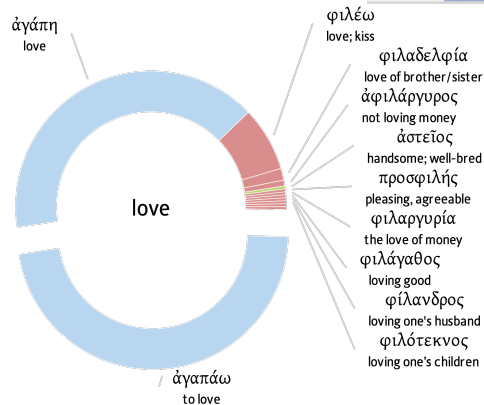 ἀγάπη
love
φιλέω
love; kiss
φιλαδελφία
love of brother/sister
ἀφιλάργυρος
not loving money
ἀστεῖος
handsome; well-bred
προσφιλής
pleasing, agreeable
love
φιλαργυρία
the love of money
φιλάγαθος
loving good
φίλανδρος
loving one's husband
φιλότεκνος
loving one's children
ἀγαπάω
to love